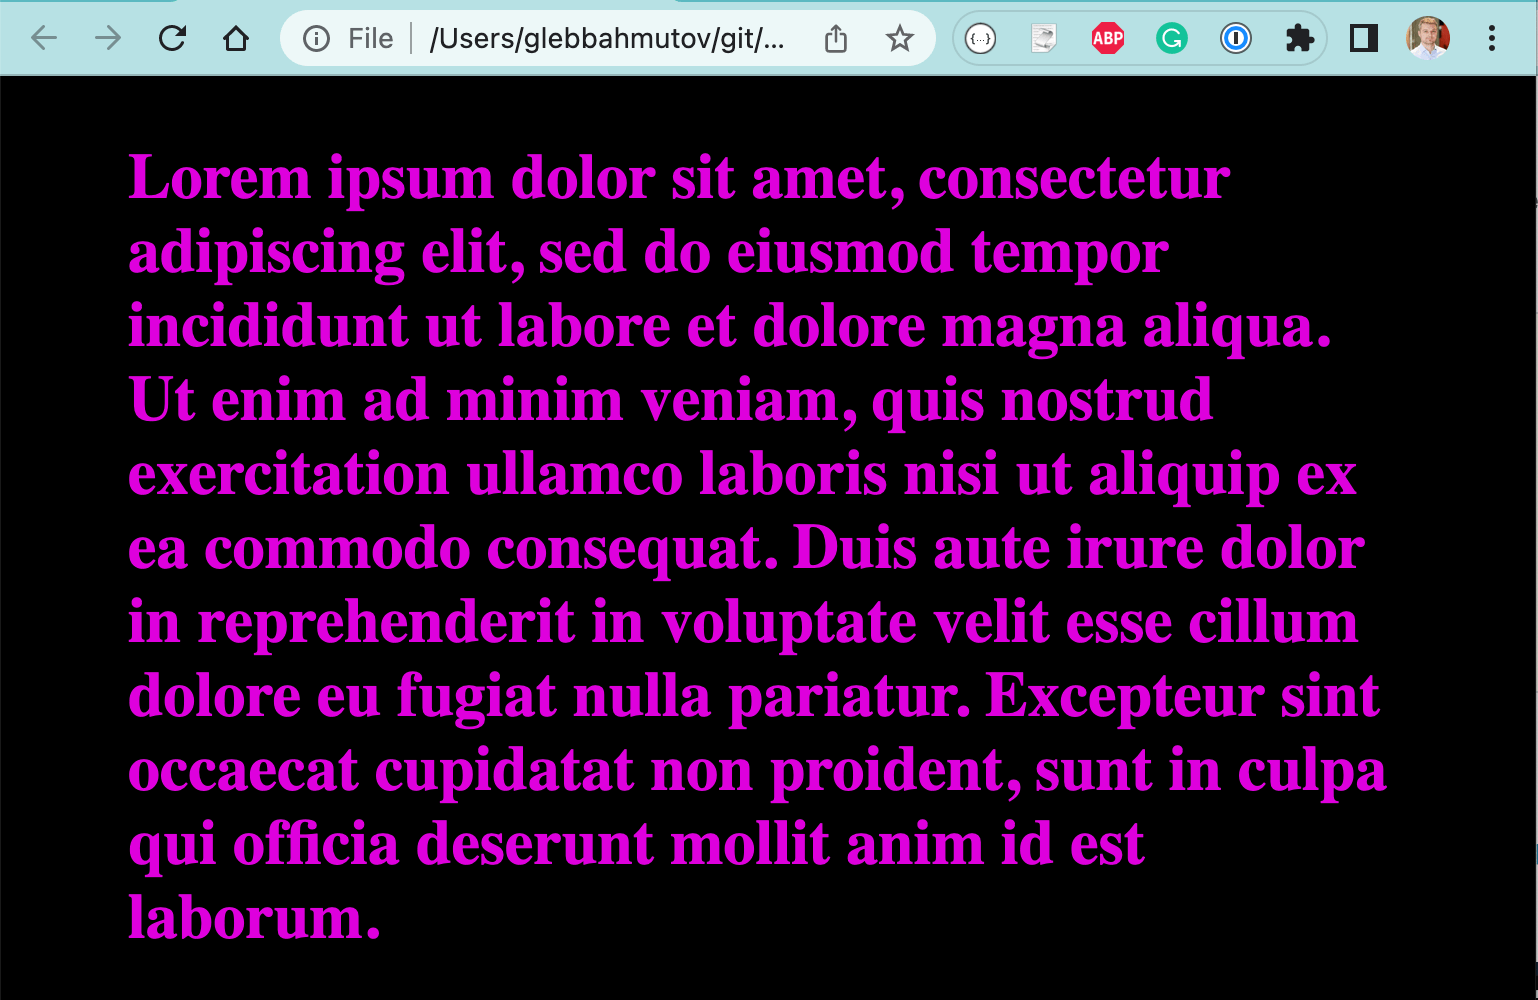 File | /Users/glebbahmutov/git/...
{...}
ABP
Lorem ipsum dolor sit amet, consectetur
adipiscing elit, sed do eiusmod tempor
incididunt ut labore et dolore magna aliqua.
Ut enim ad minim veniam, quis nostrud
exercitation ullamco laboris nisi ut aliquip ex
ea commodo consequat. Duis aute irure dolor
in reprehenderit in voluptate velit esse cillum
dolore eu fugiat nulla pariatur. Excepteur sint
occaecat cupidatat non proident, sunt in culpa
qui officia deserunt mollit anim id est
laborum.